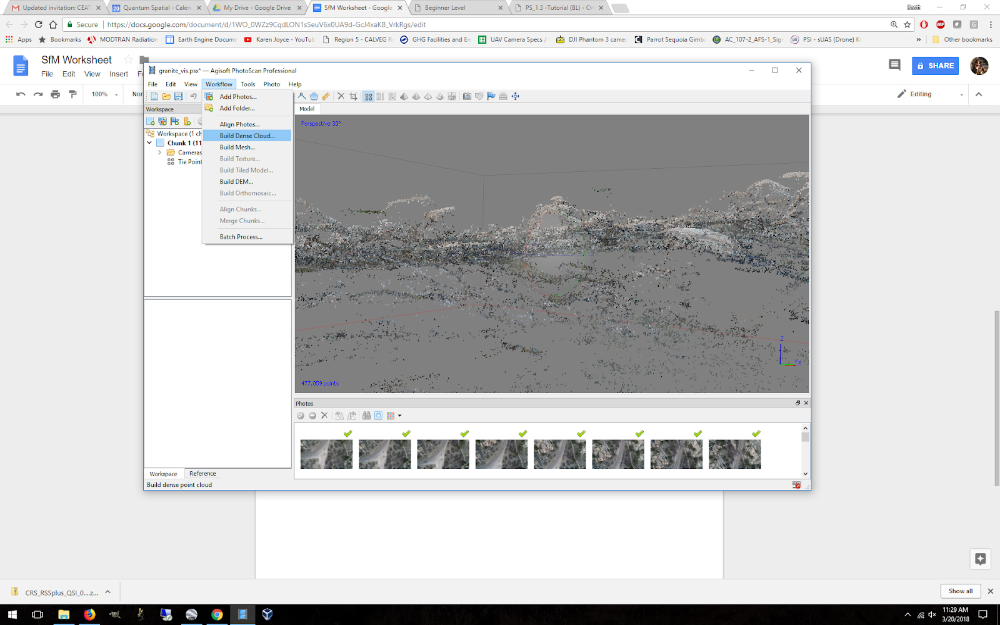 Updated invitation: CEAT
Quantum Spatial - Calen
My Drive - Google Drive
SfM Worksheet - Google
Beginner Level
PS_1.3 -Tutorial (BL) - Or
Scott
Secure
https://docs.google.com/document/d/1WO_0WZz9CqdLON1sSeuV6x0UA9d-GcJ4xaKB_VrkRgs/edit
Apps
Bookmarks
MODTRAN Radiation
Earth Engine Docume
Karen Joyce - YouTu
Region 5 - CALVEG R
GHG Facilities and Em
UAV Camera Specs /
DJI Phantom 3 camer
Parrot Sequoia Gimba
AC_107-2_AFS-1_Sig
PSI - sUAS (Drone) Kr
»
Other bookmarks
SfM Worksheet
File Edit View Insert
SHARE
100%
Nor
Editing
granite_vis.psx* — Agisoft PhotoScan Professional
File Edit View Workflow Tools Photo Help
Workspace
Workspace (1 ch
Chunk 1 (11
Cameras
Tie Point
Add Photos...
Add Folder...
Align Photos...
Build Dense Cloud...
Build Mesh...
Build Texture...
Build Tiled Model...
Build DEM...
Build Orthomosaic...
Align Chunks...
Merge Chunks...
Batch Process...
Model
Perspective 30°
Z
Y
X
477,059 points
Photos
Workspace
Reference
Build dense point cloud
CRS_RSSplus_QSI_0....z...
Show all
11:29 AM
3/20/2018